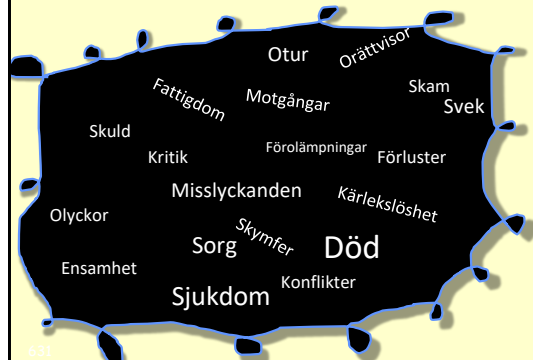 Otur
Orättvisor
Fattigdom
Motgångar
Skam
Svek
Skuld
Kritik
Förolämpningar
Förluster
Misslyckanden
Kärlekslöshet
Olyckor
Skymfer
Sorg
Död
Ensamhet
Konflikter
Sjukdom